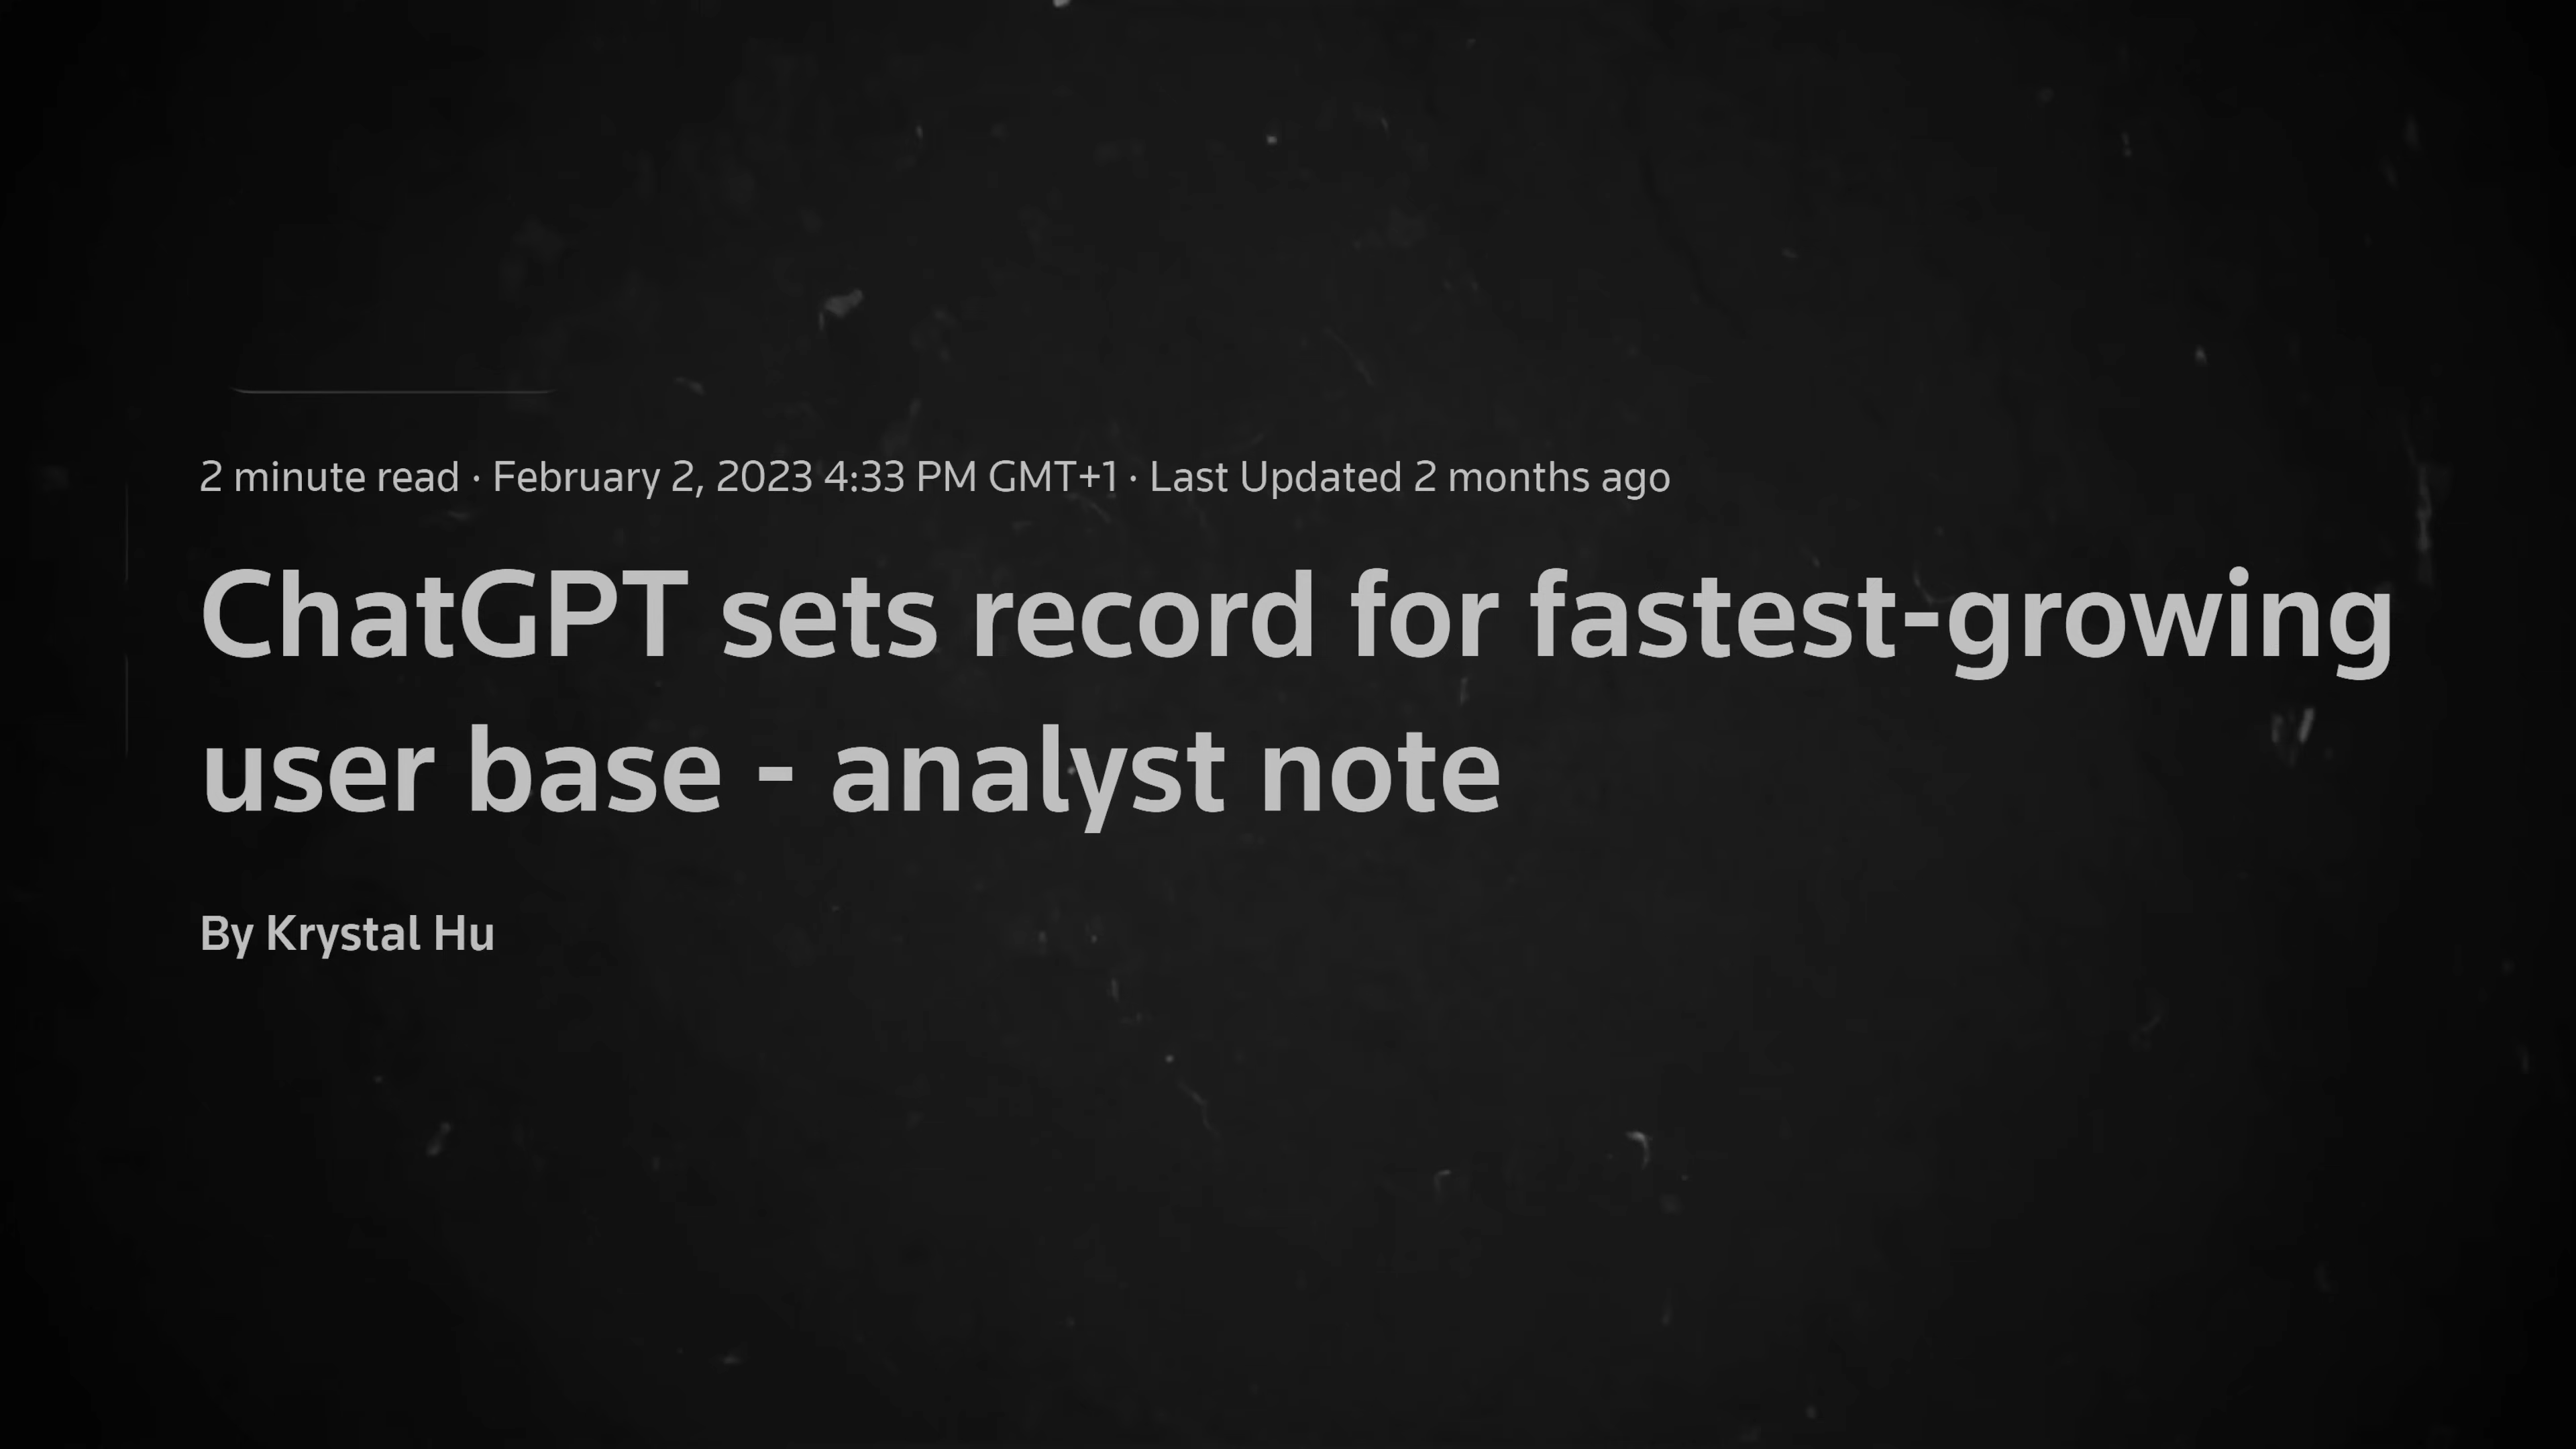 2 minute read · February 2, 2023 4:33 PM GMT+1 · Last Updated 2 months ago
ChatGPT sets record for fastest-growing
user base - analyst note
By Krystal Hu